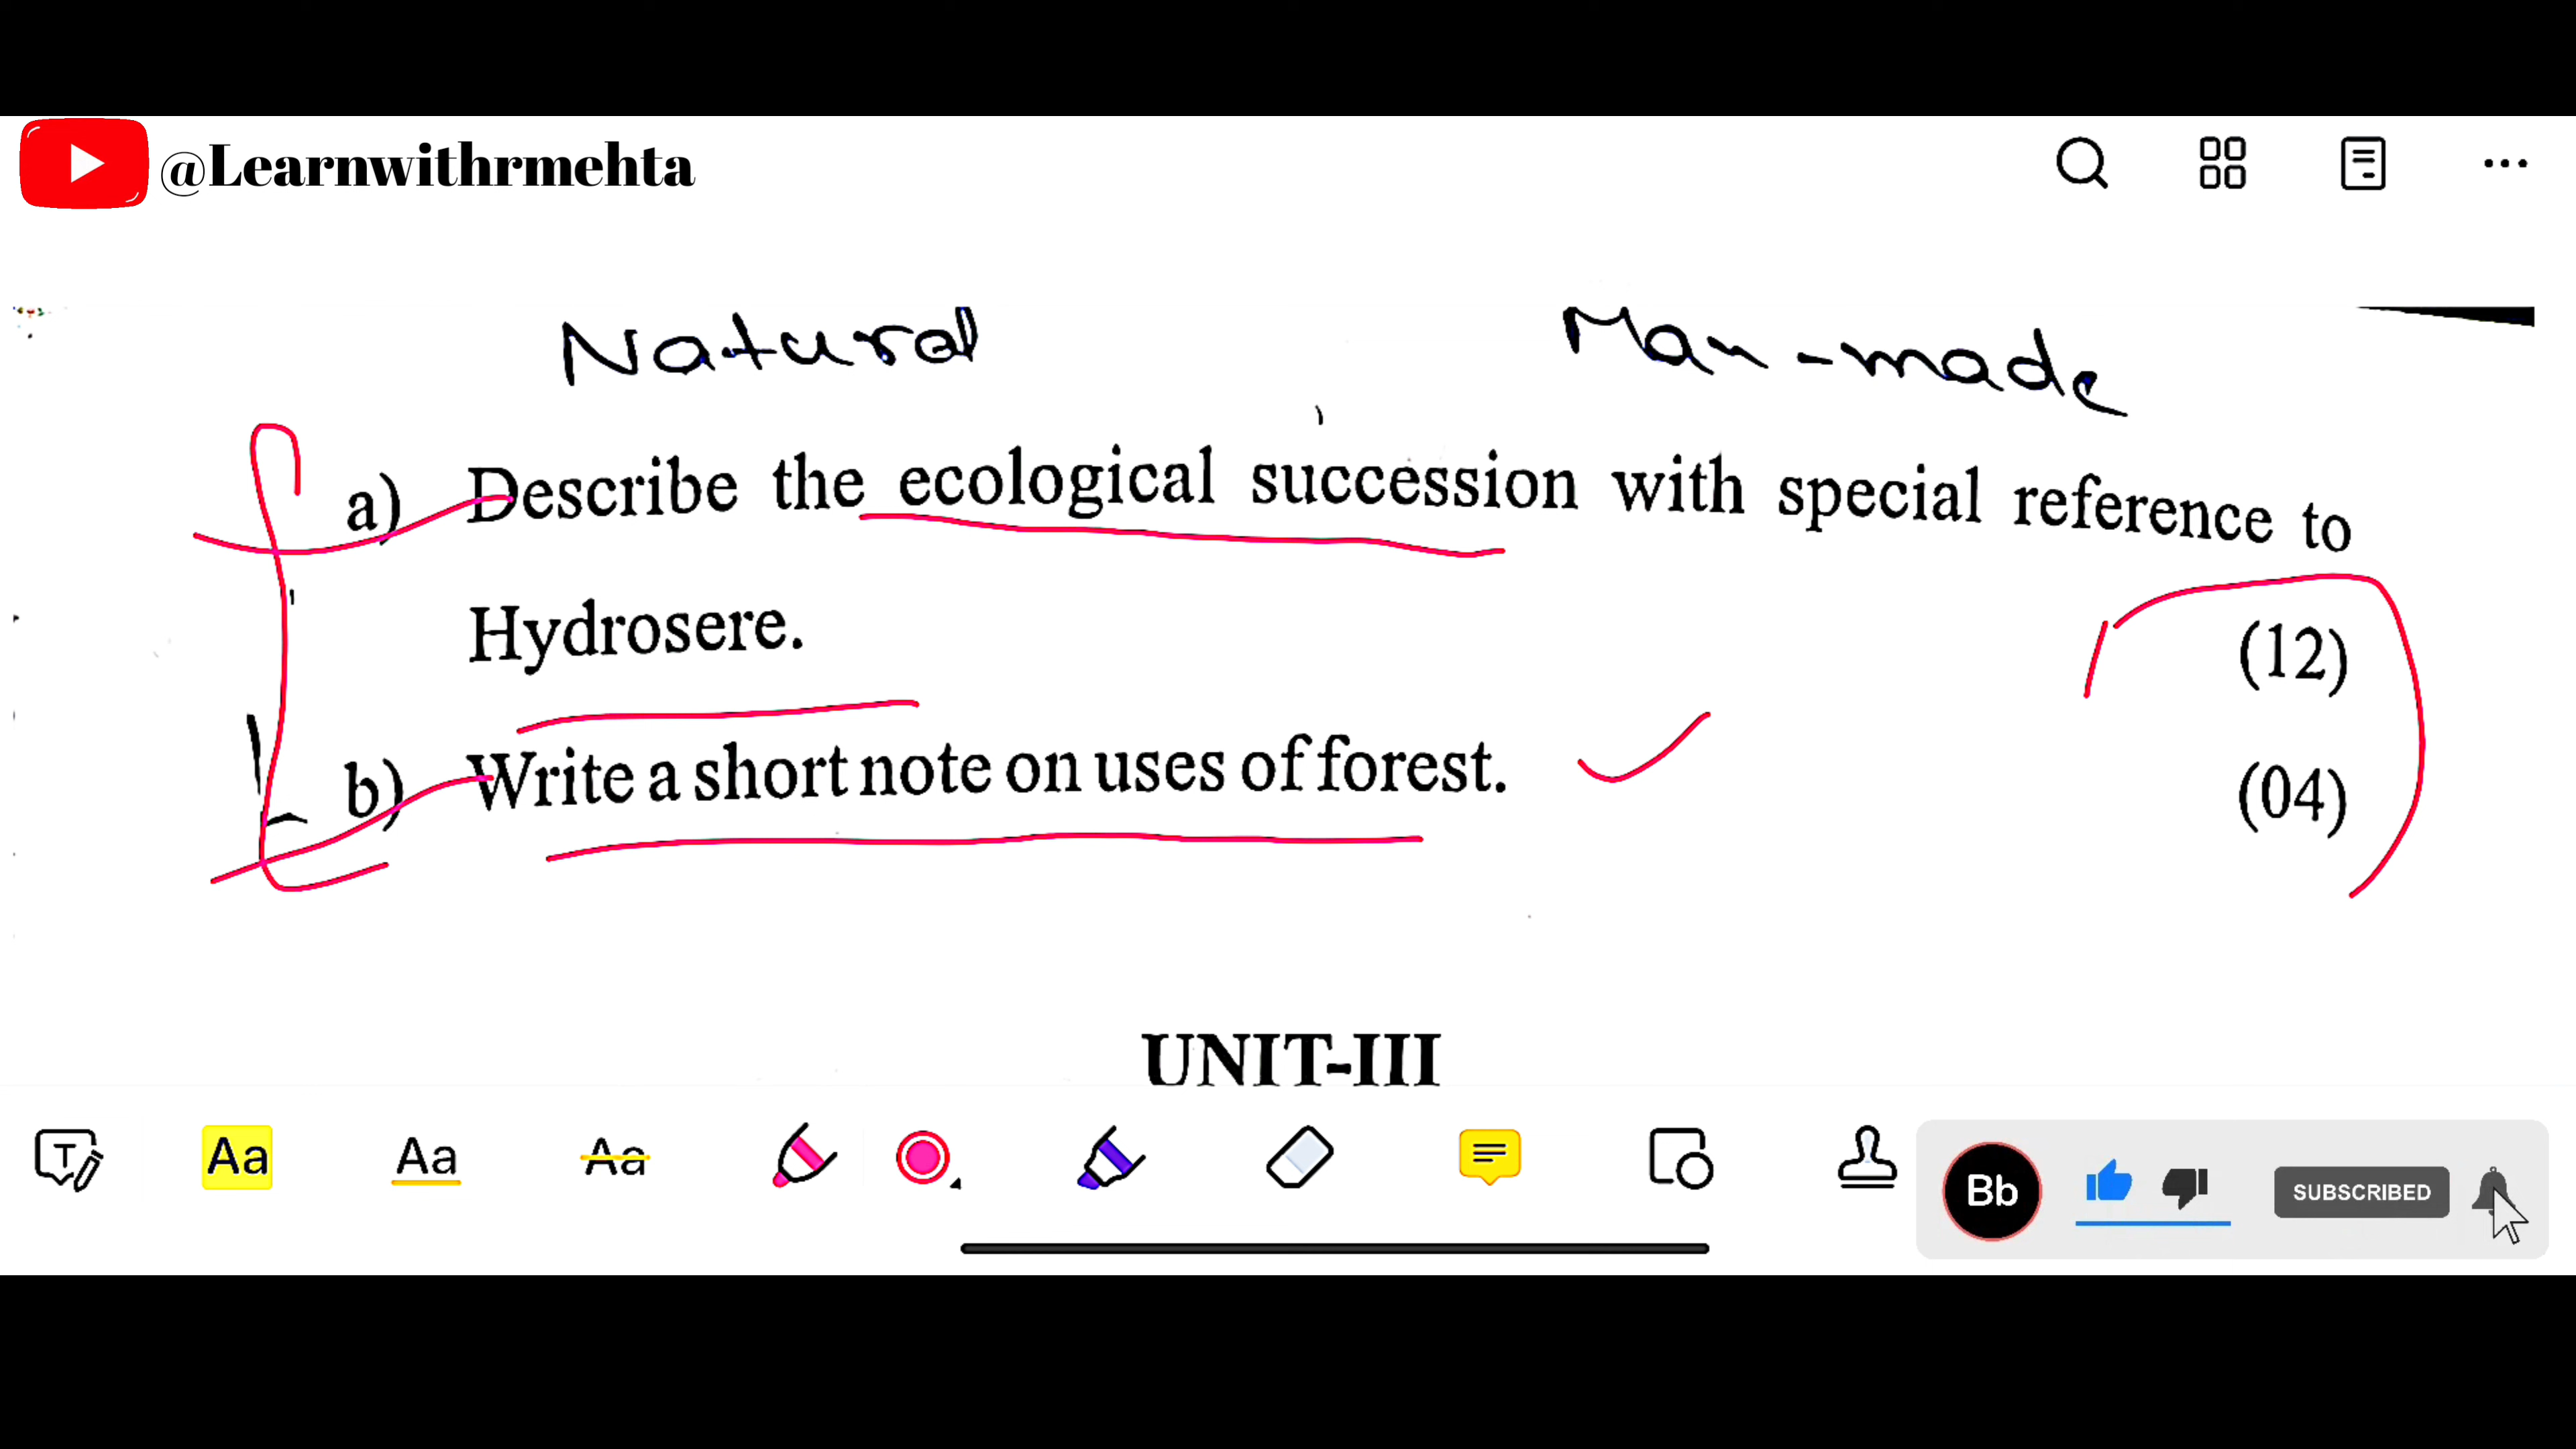 @Learnwithrmehta
Natural Man-made
a) Describe the ecological succession with special reference to
Hydrosere. (12)
b) Write a short note on uses of forest. (04)
UNIT-III
T Aa Aa Aa
Bb SUBSCRIBED